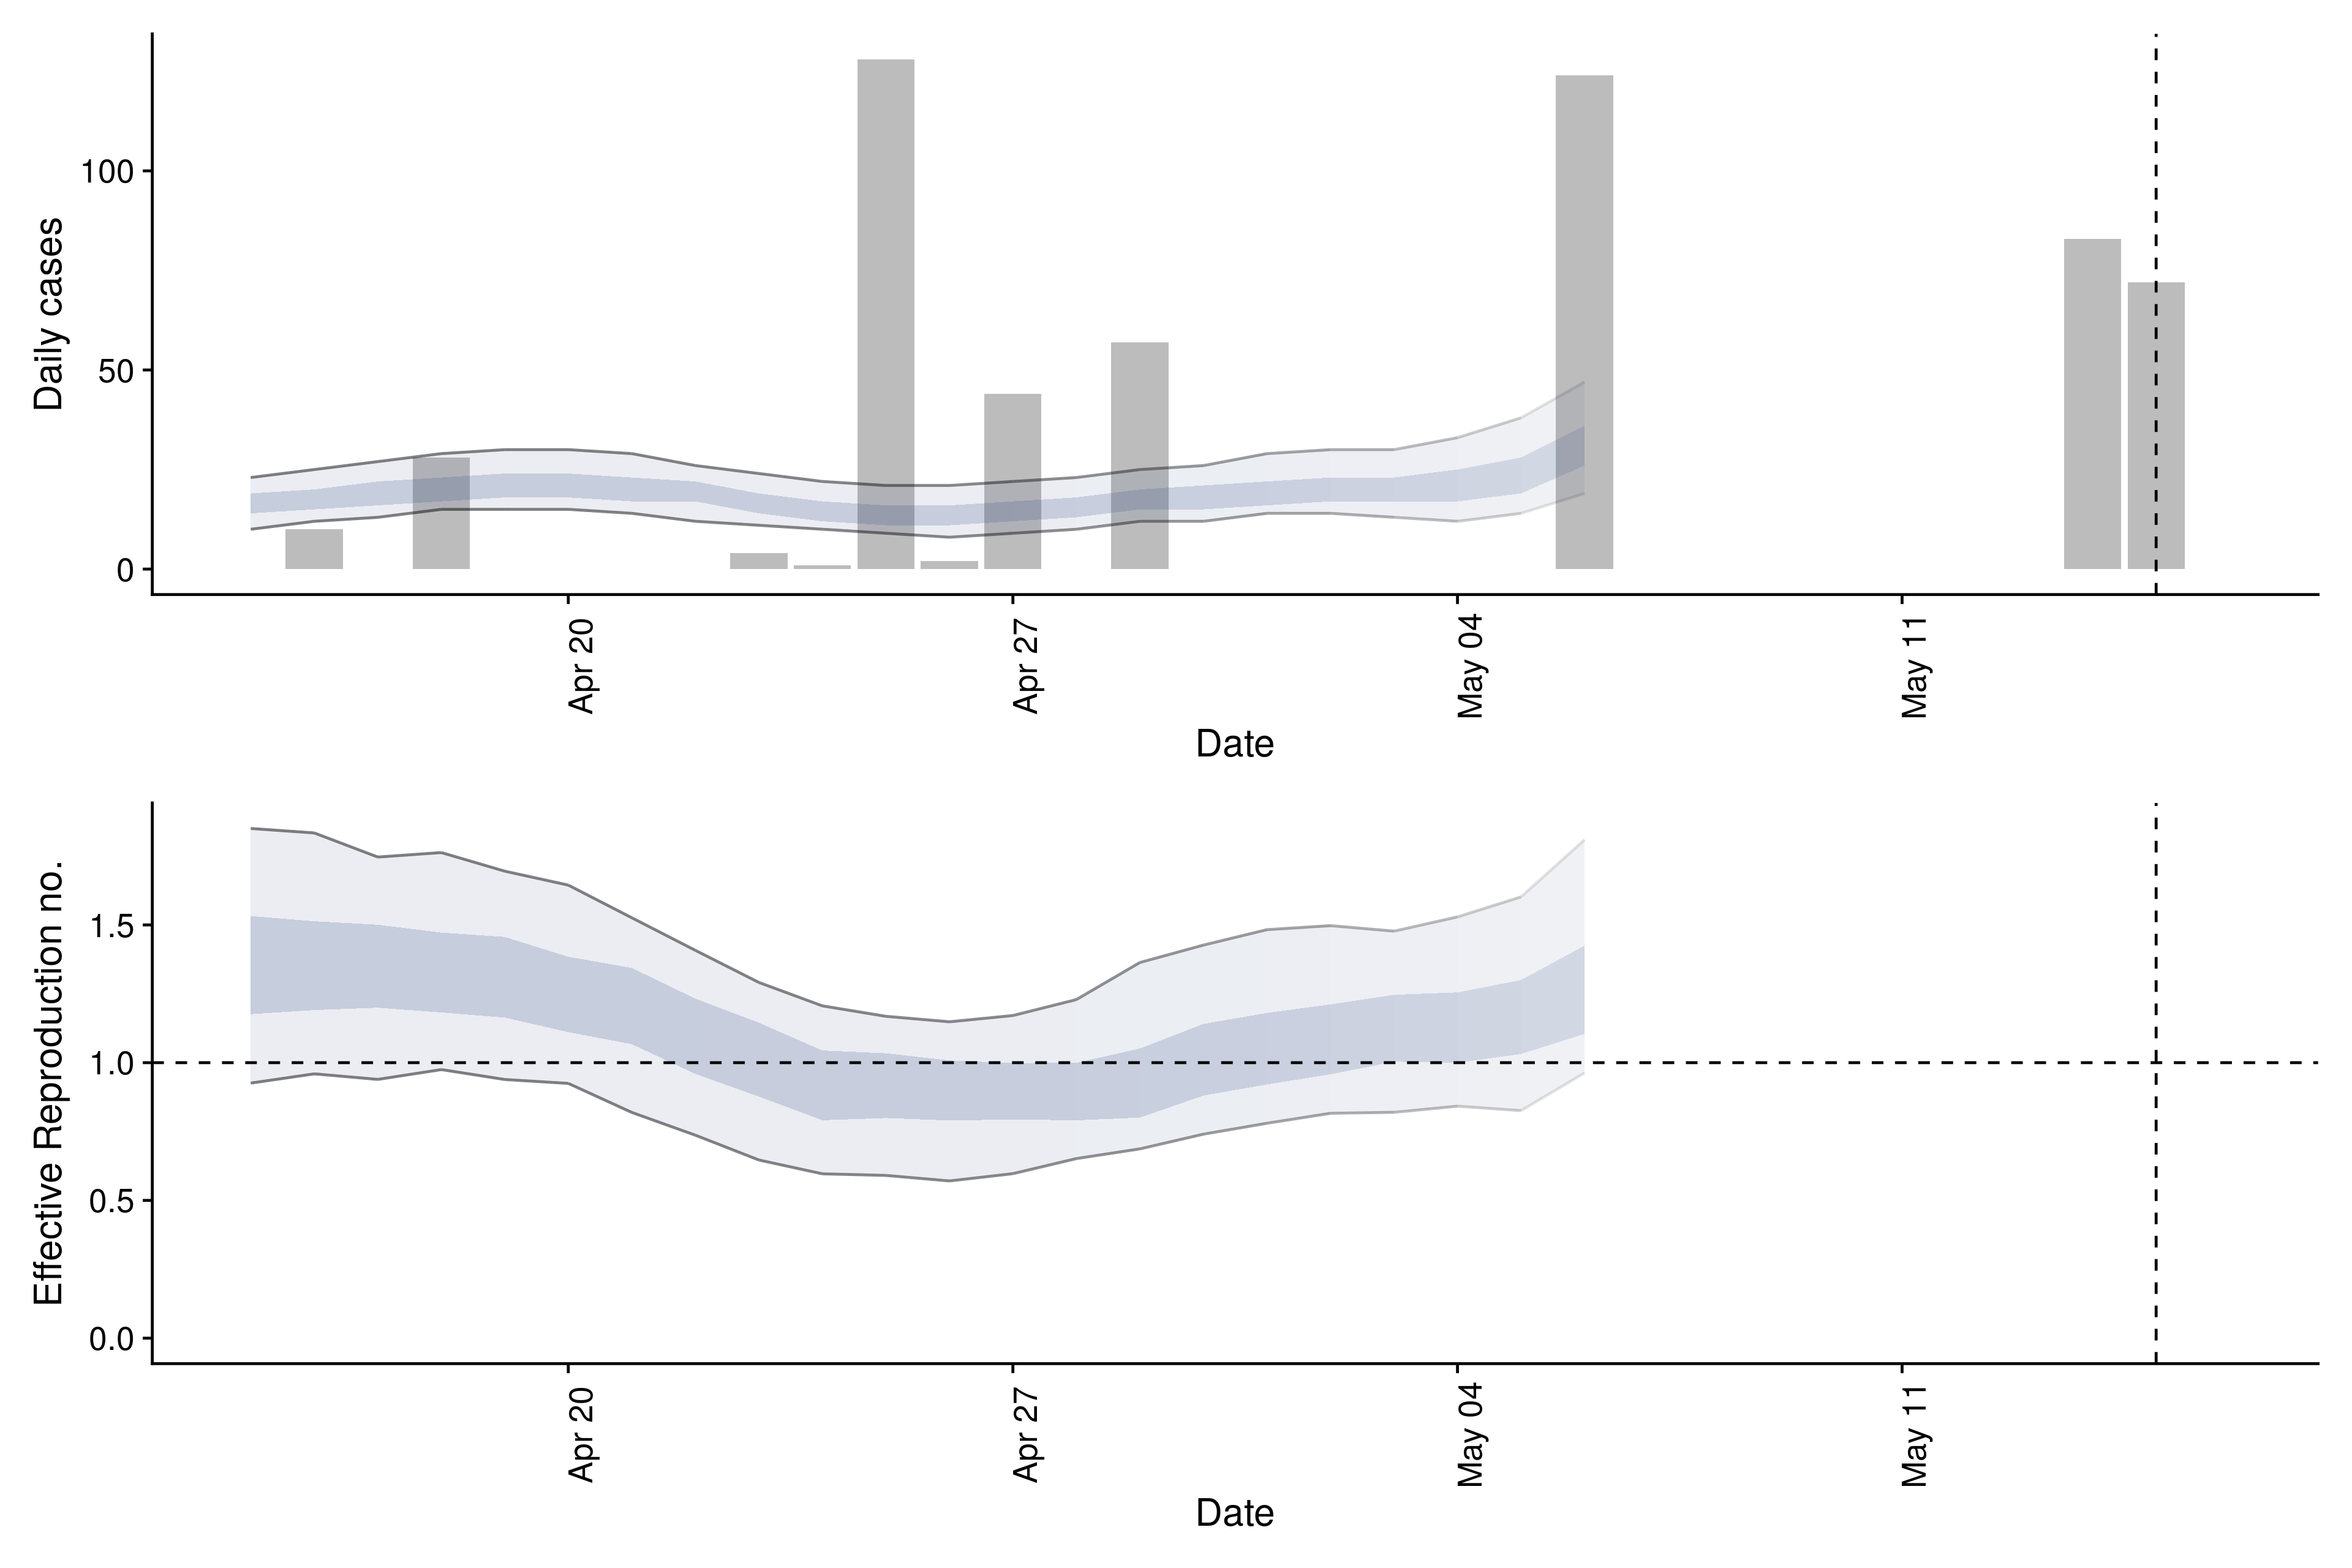 Daily cases
100
50
0
Apr 20
Apr 27
May 04
May 11
Date
Effective Reproduction no.
1.5
1.0
0.5
0.0
Apr 20
Apr 27
May 04
May 11
Date